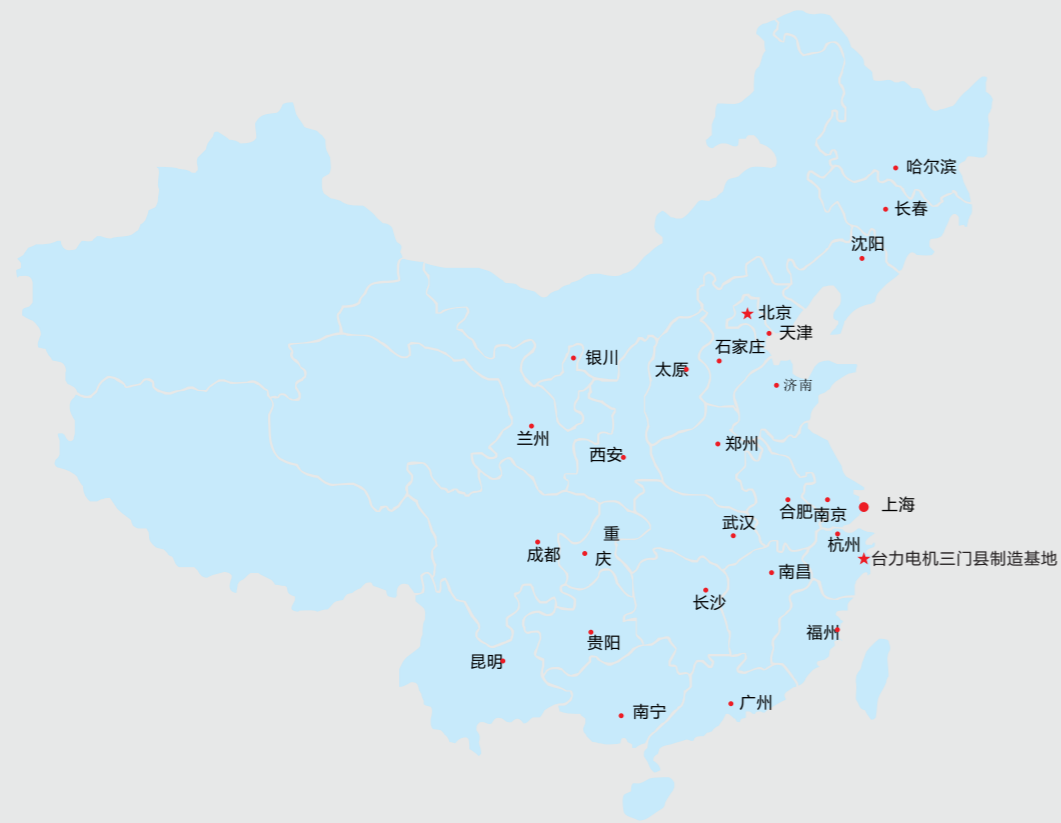 哈尔滨
长春
沈阳
北京
天津
石家庄
银川
太原
济南
兰州
郑州
西安
上海
合肥
南京
武汉
重
庆
杭州
成都
台力电机三门县制造基地
南昌
长沙
福州
贵阳
昆明
广州
南宁